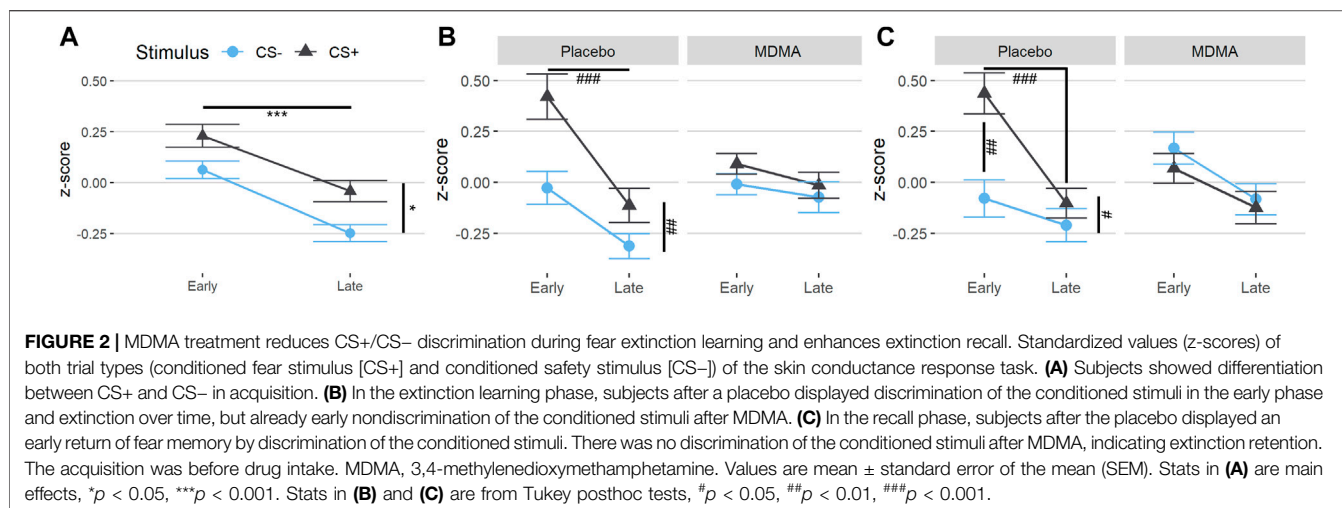 A
Stimulus CS- CS+
z-score
0.50
0.25
0.00
-0.25
***
*
Early Late
B
Placebo MDMA
z-score
0.50
0.25
0.00
-0.25
###
##
Early Late Early Late
C
Placebo MDMA
z-score
0.50
0.25
0.00
-0.25
###
##
#
Early Late Early Late
FIGURE 2 | MDMA treatment reduces CS+/CS− discrimination during fear extinction learning and enhances extinction recall. Standardized values (z-scores) of
both trial types (conditioned fear stimulus [CS+] and conditioned safety stimulus [CS−]) of the skin conductance response task. (A) Subjects showed differentiation
between CS+ and CS− in acquisition. (B) In the extinction learning phase, subjects after a placebo displayed discrimination of the conditioned stimuli in the early phase
and extinction over time, but already early nondiscrimination of the conditioned stimuli after MDMA. (C) In the recall phase, subjects after the placebo displayed an
early return of fear memory by discrimination of the conditioned stimuli. There was no discrimination of the conditioned stimuli after MDMA, indicating extinction retention.
The acquisition was before drug intake. MDMA, 3,4-methylenedioxymethamphetamine. Values are mean ± standard error of the mean (SEM). Stats in (A) are main
effects, *p < 0.05, ***p < 0.001. Stats in (B) and (C) are from Tukey posthoc tests, #p < 0.05, ##p < 0.01, ###p < 0.001.